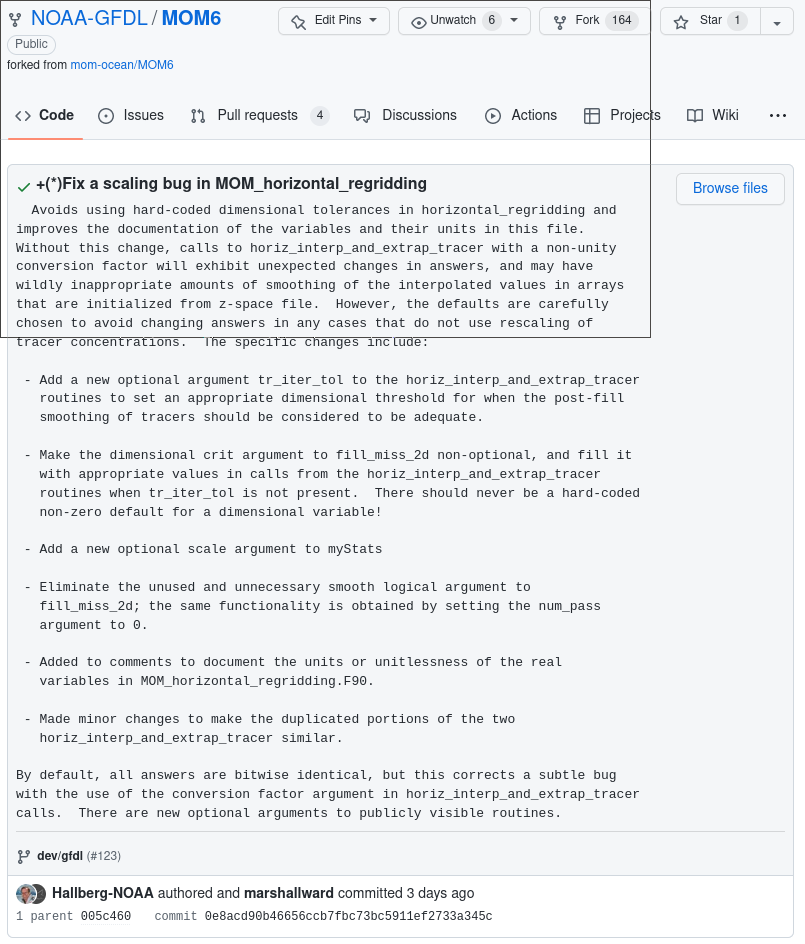 NOAA-GFDL / MOM6
Edit Pins
Unwatch 6
Fork 164
Star 1
Public
forked from mom-ocean/MOM6
Code
Issues
Pull requests 4
Discussions
Actions
Projects
Wiki
+(*)Fix a scaling bug in MOM_horizontal_regridding
Browse files
Avoids using hard-coded dimensional tolerances in horizontal_regridding and
improves the documentation of the variables and their units in this file.
Without this change, calls to horiz_interp_and_extrap_tracer with a non-unity
conversion factor will exhibit unexpected changes in answers, and may have
wildly inappropriate amounts of smoothing of the interpolated values in arrays
that are initialized from z-space file.  However, the defaults are carefully
chosen to avoid changing answers in any cases that do not use rescaling of
tracer concentrations.  The specific changes include:
- Add a new optional argument tr_iter_tol to the horiz_interp_and_extrap_tracer
routines to set an appropriate dimensional threshold for when the post-fill
smoothing of tracers should be considered to be adequate.
- Make the dimensional crit argument to fill_miss_2d non-optional, and fill it
with appropriate values in calls from the horiz_interp_and_extrap_tracer
routines when tr_iter_tol is not present.  There should never be a hard-coded
non-zero default for a dimensional variable!
- Add a new optional scale argument to myStats
- Eliminate the unused and unnecessary smooth logical argument to
fill_miss_2d; the same functionality is obtained by setting the num_pass
argument to 0.
- Added to comments to document the units or unitlessness of the real
variables in MOM_horizontal_regridding.F90.
- Made minor changes to make the duplicated portions of the two
horiz_interp_and_extrap_tracer similar.
By default, all answers are bitwise identical, but this corrects a subtle bug
with the use of the conversion factor argument in horiz_interp_and_extrap_tracer
calls.  There are new optional arguments to publicly visible routines.
dev/gfdl (#123)
Hallberg-NOAA authored and marshallward committed 3 days ago
1 parent 005c460 commit 0e8acd90b46656ccb7fbc73bc5911ef2733a345c